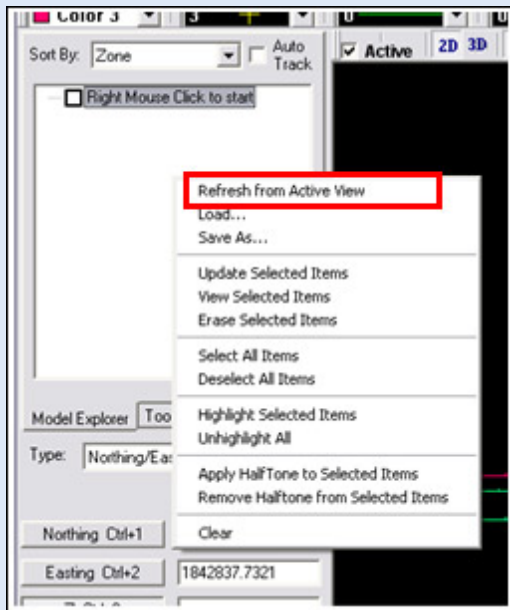 Color 3 3 0
Sort By: Zone Auto Track Active 2D 3D
Right Mouse Click to start
Refresh from Active View
Load...
Save As...
Update Selected Items
View Selected Items
Erase Selected Items
Select All Items
Deselect All Items
Highlight Selected Items
Unhighlight All
Apply HalfTone to Selected Items
Remove Halftone from Selected Items
Clear
Model Explorer Too
Type: Northing/Eas
Northing Ctrl+1
Easting Ctrl+2 1842837.7321